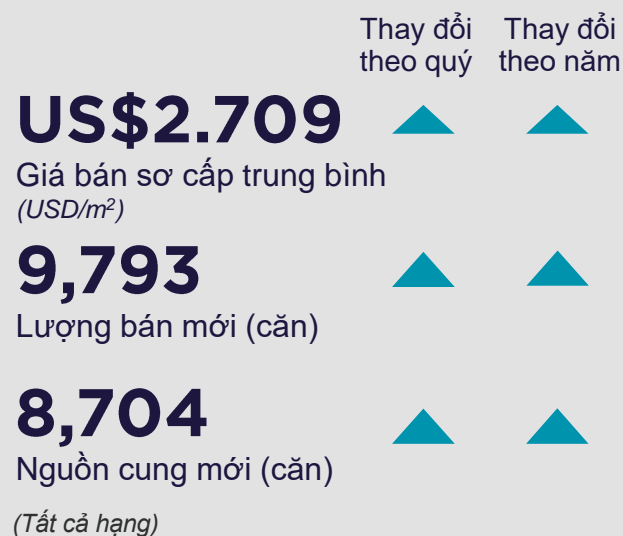 Thay đổi theo quý
Thay đổi theo năm
US$2.709
Giá bán sơ cấp trung bình
(USD/m²)
9,793
Lượng bán mới (căn)
8,704
Nguồn cung mới (căn)
(Tất cả hạng)